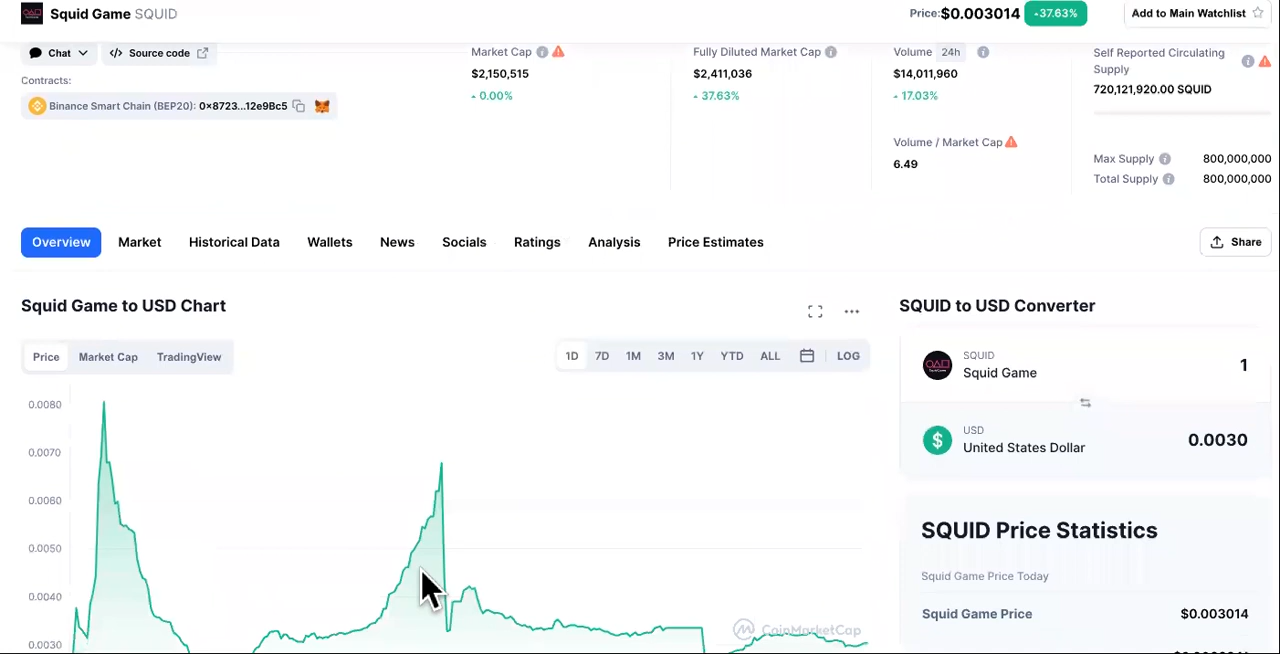 Squid Game SQUID
Price: $0.003014
37.63%
Add to Main Watchlist
Chat
Source code
Contracts:
Binance Smart Chain (BEP20): 0x8723...12e9Bc5
Market Cap
$2,150,515
0.00%
Fully Diluted Market Cap
$2,411,036
37.63%
Volume 24h
$14,011,960
17.03%
Volume / Market Cap
6.49
Self Reported Circulating
Supply
720,121,920.00 SQUID
Max Supply 800,000,000
Total Supply 800,000,000
Overview Market Historical Data Wallets News Socials Ratings Analysis Price Estimates
Share
Squid Game to USD Chart
Price Market Cap TradingView
1D 7D 1M 3M 1Y YTD ALL LOG
0.0080
0.0070
0.0060
0.0050
0.0040
0.0030
CoinMarketCap
SQUID to USD Converter
SQUID
Squid Game 1
USD
United States Dollar 0.0030
SQUID Price Statistics
Squid Game Price Today
Squid Game Price $0.003014